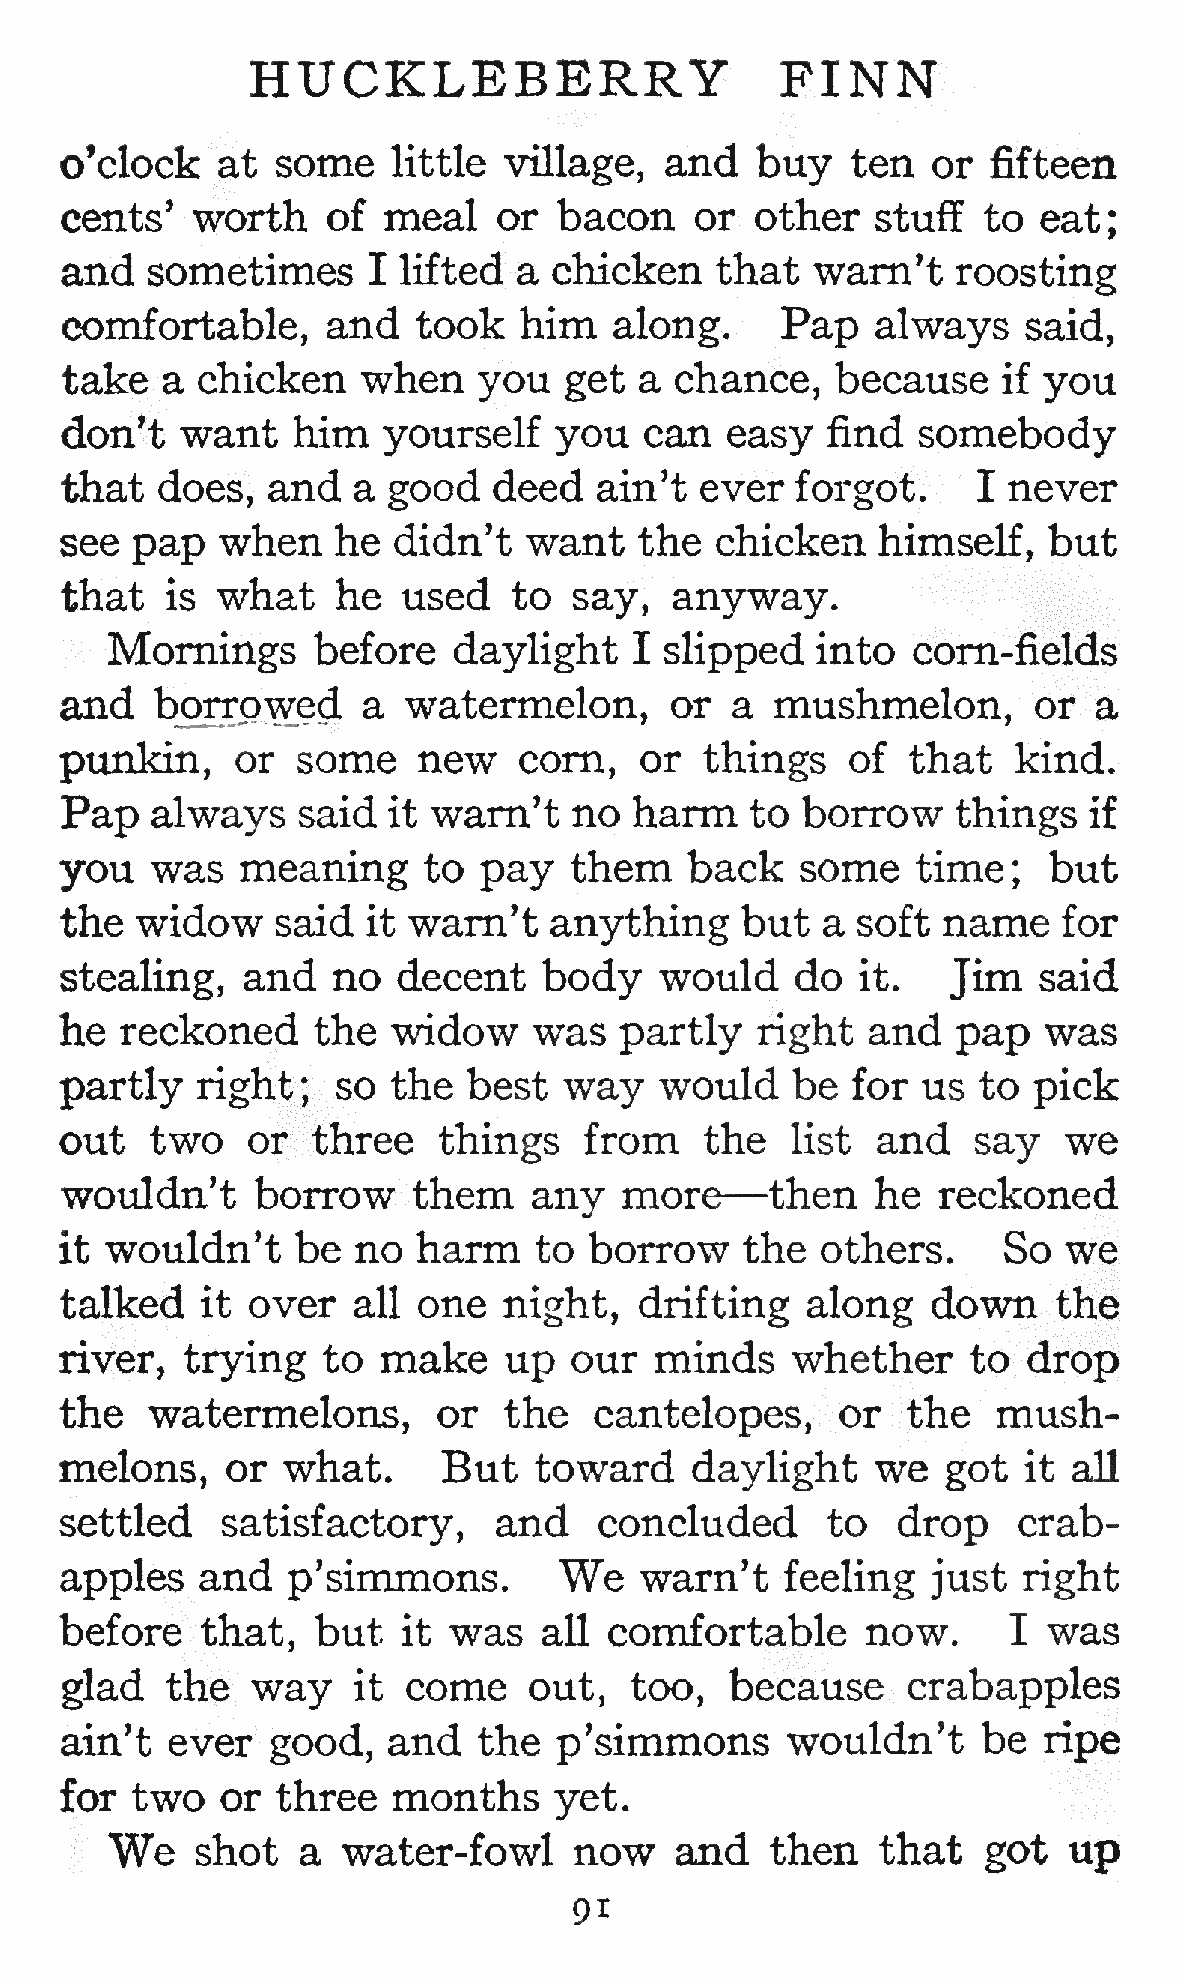 HUCKLEBERRY FINN
o'clock at some little village, and buy ten or fifteen
cents' worth of meal or bacon or other stuff to eat;
and sometimes I lifted a chicken that warn't roosting
comfortable, and took him along. Pap always said,
take a chicken when you get a chance, because if you
don't want him yourself you can easy find somebody
that does, and a good deed ain't ever forgot. I never
see pap when he didn't want the chicken himself, but
that is what he used to say, anyway.
Mornings before daylight I slipped into corn-fields
and borrowed a watermelon, or a mushmelon, or a
punkin, or some new corn, or things of that kind.
Pap always said it warn't no harm to borrow things if
you was meaning to pay them back some time; but
the widow said it warn't anything but a soft name for
stealing, and no decent body would do it. Jim said
he reckoned the widow was partly right and pap was
partly right; so the best way would be for us to pick
out two or three things from the list and say we
wouldn't borrow them any more—then he reckoned
it wouldn't be no harm to borrow the others. So we
talked it over all one night, drifting along down the
river, trying to make up our minds whether to drop
the watermelons, or the cantelopes, or the mush-
melons, or what. But toward daylight we got it all
settled satisfactory, and concluded to drop crab-
apples and p'simmons. We warn't feeling just right
before that, but it was all comfortable now. I was
glad the way it come out, too, because crabapples
ain't ever good, and the p'simmons wouldn't be ripe
for two or three months yet.
We shot a water-fowl now and then that got up
91